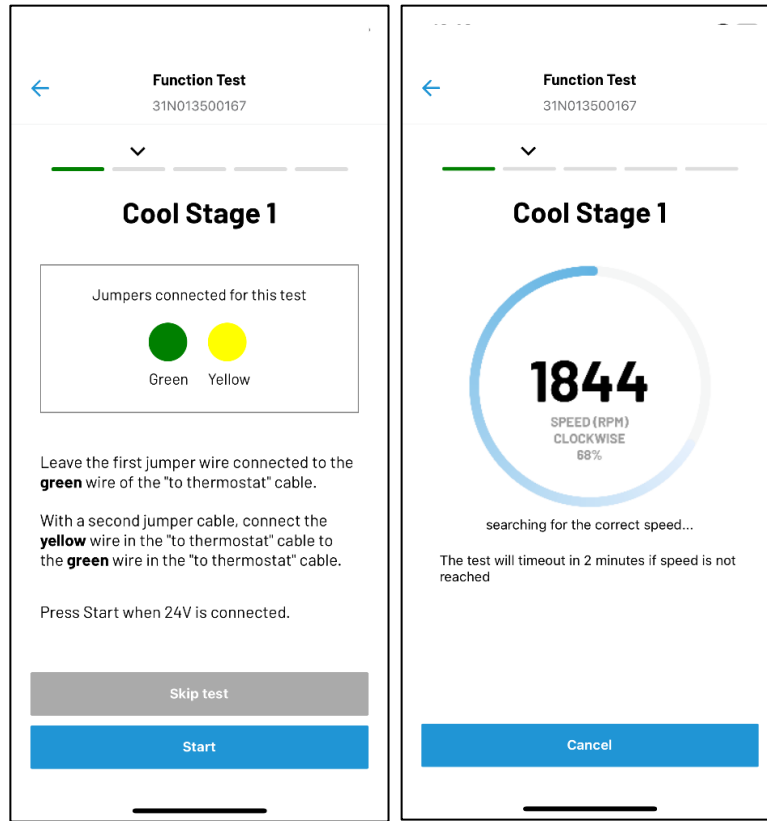 Function Test
31N013500167
Cool Stage 1
Jumpers connected for this test
Green Yellow
Leave the first jumper wire connected to the
green wire of the "to thermostat" cable.
With a second jumper cable, connect the
yellow wire in the "to thermostat" cable to
the green wire in the "to thermostat" cable.
Press Start when 24V is connected.
Skip test
Start
Function Test
31N013500167
Cool Stage 1
1844
SPEED (RPM)
CLOCKWISE
68%
searching for the correct speed...
The test will timeout in 2 minutes if speed is not
reached
Cancel